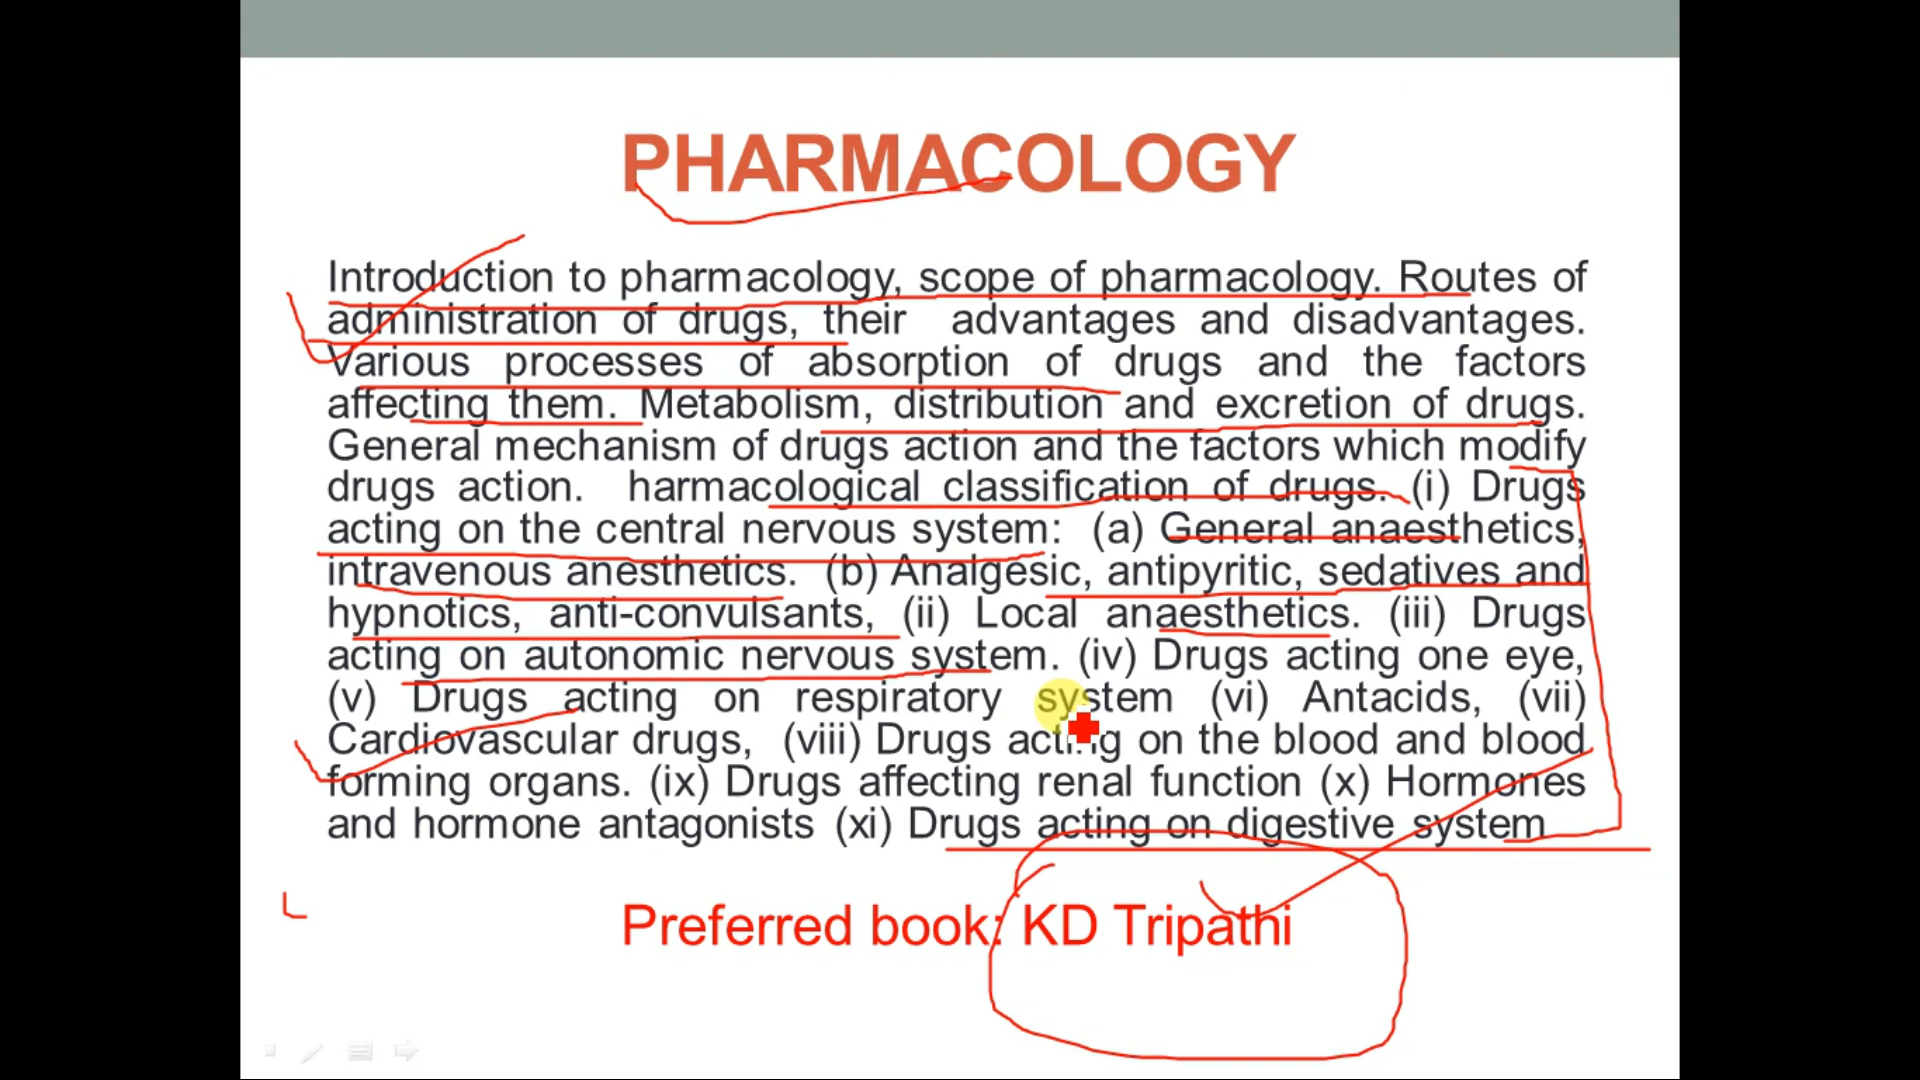 PHARMACOLOGY
Introduction to pharmacology, scope of pharmacology. Routes of
administration of drugs, their advantages and disadvantages.
Various processes of absorption of drugs and the factors
affecting them. Metabolism, distribution and excretion of drugs.
General mechanism of drugs action and the factors which modify
drugs action. harmacological classification of drugs. (i) Drugs
acting on the central nervous system: (a) General anaesthetics,
intravenous anesthetics. (b) Analgesic, antipyritic, sedatives and
hypnotics, anti-convulsants, (ii) Local anaesthetics. (iii) Drugs
acting on autonomic nervous system. (iv) Drugs acting one eye,
(v) Drugs acting on respiratory system (vi) Antacids, (vii)
Cardiovascular drugs, (viii) Drugs acting on the blood and blood
forming organs. (ix) Drugs affecting renal function (x) Hormones
and hormone antagonists (xi) Drugs acting on digestive system
Preferred book: KD Tripathi